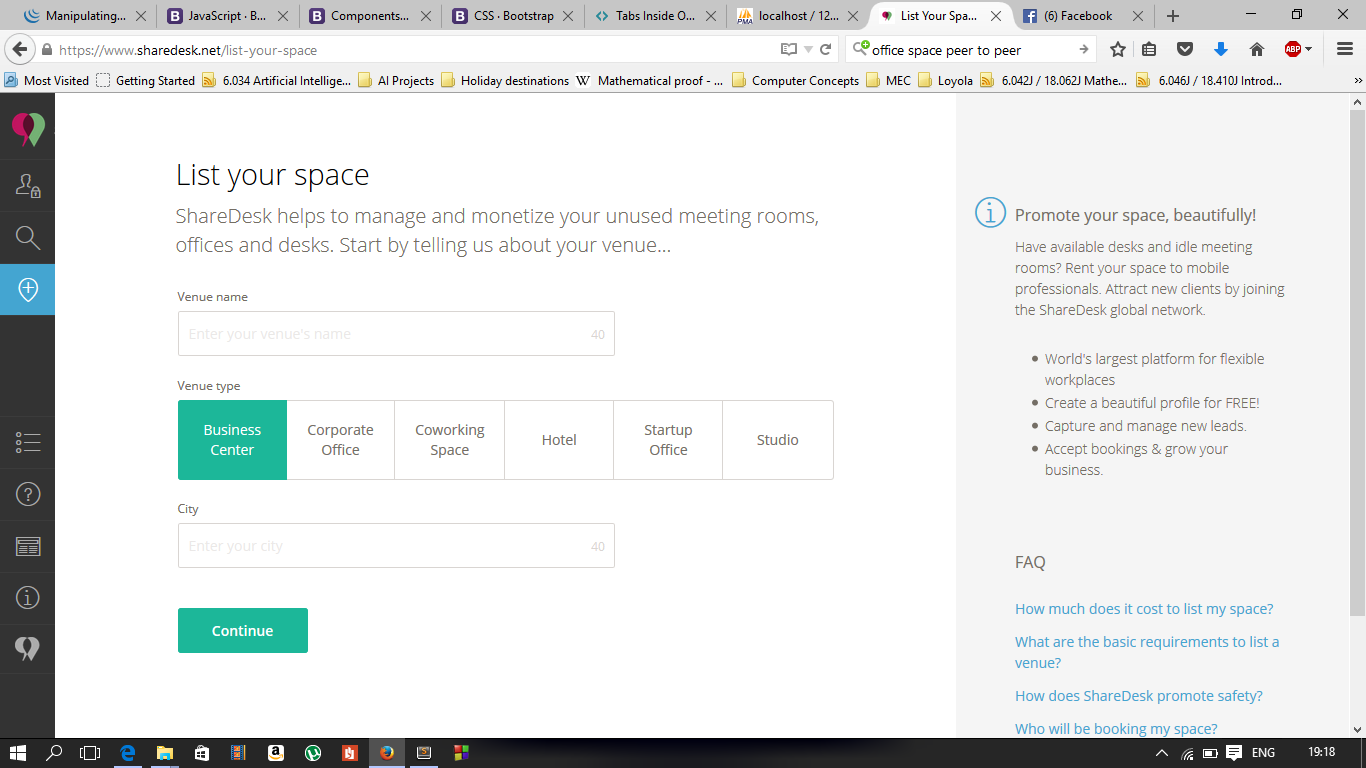 Manipulating...
JavaScript · B...
Components...
CSS · Bootstrap
Tabs Inside O...
localhost / 12...
List Your Spa...
(6) Facebook
https://www.sharedesk.net/list-your-space
office space peer to peer
ABP
Most Visited
Getting Started
6.034 Artificial Intellige...
AI Projects
Holiday destinations
W Mathematical proof - ...
Computer Concepts
MEC
Loyola
6.042J / 18.062J Mathe...
6.046J / 18.410J Introd...
List your space
ShareDesk helps to manage and monetize your unused meeting rooms,
offices and desks. Start by telling us about your venue...
Venue name
Enter your venue's name 40
Venue type
Business
Center
Corporate
Office
Coworking
Space
Hotel
Startup
Office
Studio
City
Enter your city 40
Continue
Promote your space, beautifully!
Have available desks and idle meeting
rooms? Rent your space to mobile
professionals. Attract new clients by joining
the ShareDesk global network.
World's largest platform for flexible
workplaces
Create a beautiful profile for FREE!
Capture and manage new leads.
Accept bookings & grow your
business.
FAQ
How much does it cost to list my space?
What are the basic requirements to list a
venue?
How does ShareDesk promote safety?
Who will be booking my space?
ENG
19:18